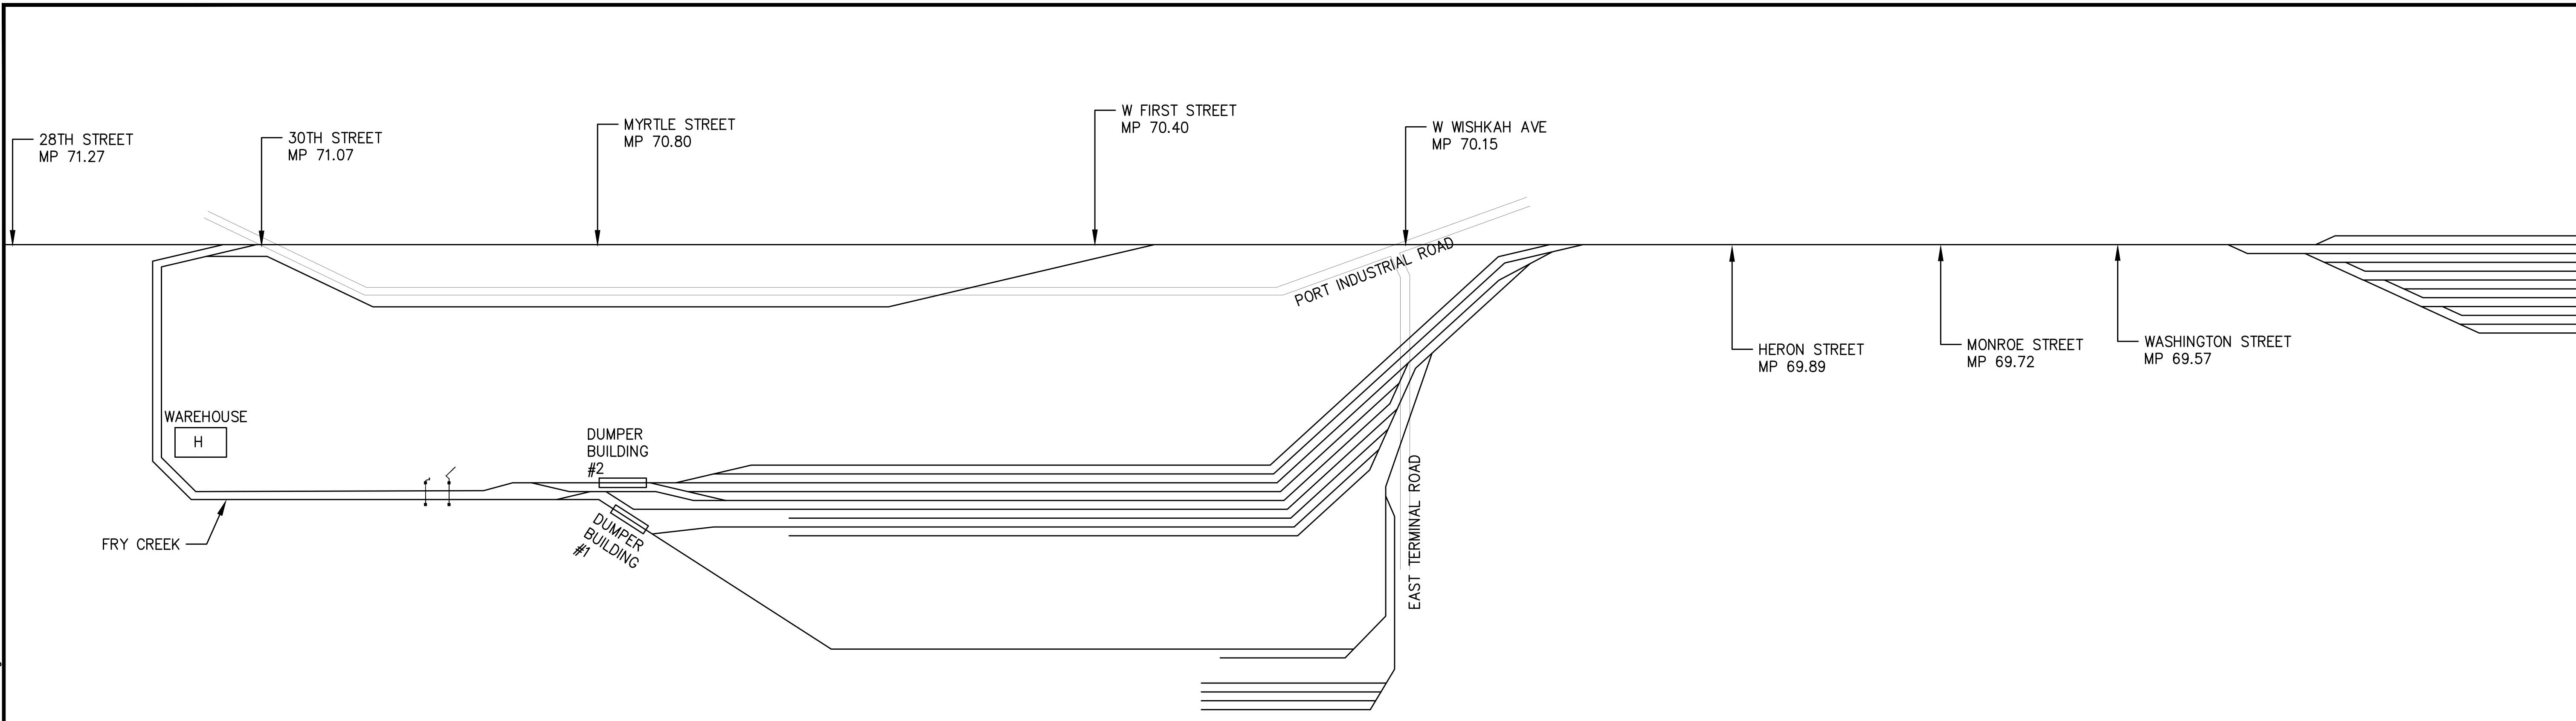 28TH STREET
MP 71.27
30TH STREET
MP 71.07
MYRTLE STREET
MP 70.80
W FIRST STREET
MP 70.40
W WISHKAH AVE
MP 70.15
PORT INDUSTRIAL ROAD
HERON STREET
MP 69.89
MONROE STREET
MP 69.72
WASHINGTON STREET
MP 69.57
WAREHOUSE
H
DUMPER
BUILDING
#2
DUMPER
BUILDING
#1
FRY CREEK
EAST TERMINAL ROAD